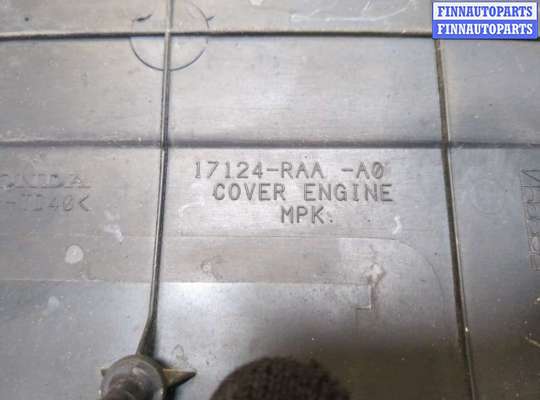 FINNAUTOPARTS
FINNAUTOPARTS
17124-RAA -A0
COVER ENGINE
MPK